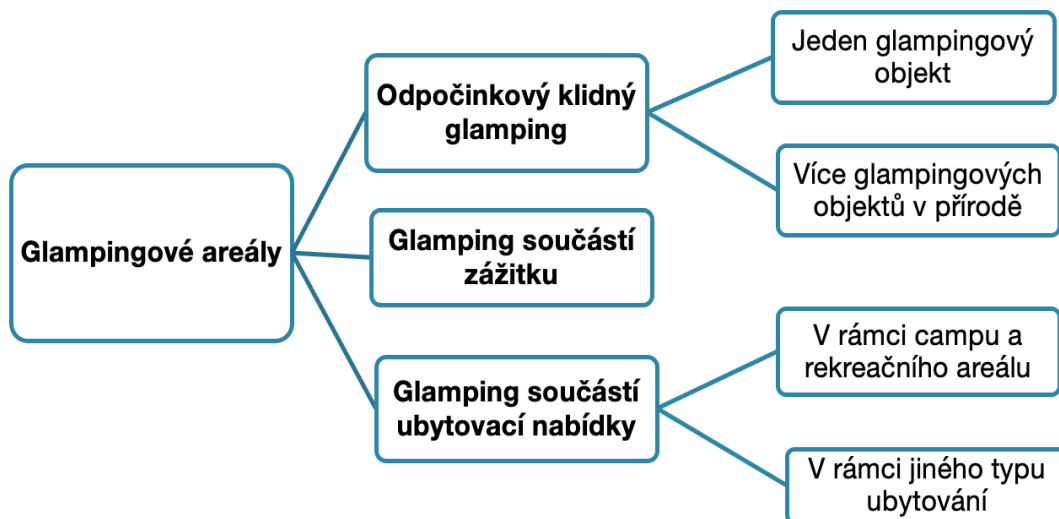 Glampingové areály
Odpočinkový klidný
glamping
Jeden glampingový
objekt
Více glampingových
objektů v přírodě
Glamping součástí
zážitku
Glamping součástí
ubytovací nabídky
V rámci campu a
rekreačního areálu
V rámci jiného typu
ubytování